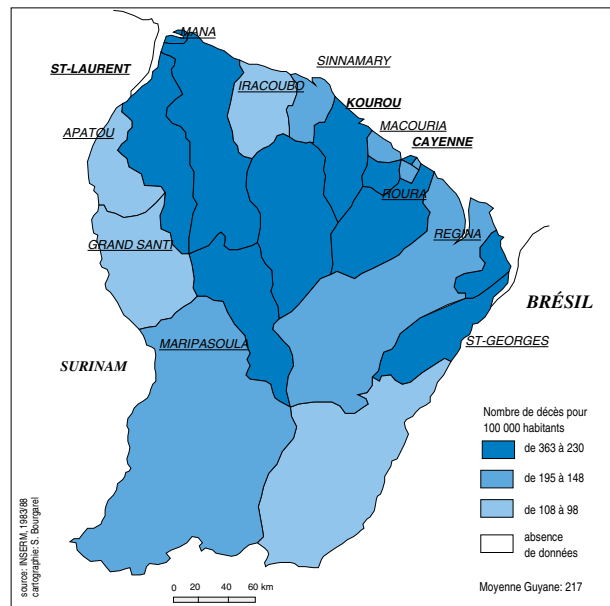 MANA
SINNAMARY
ST-LAURENT
IRACOUBO
KOUROU
MACOURIA
APATOU
CAYENNE
ROURA
REGINA
GRAND SANTI
BRÉSIL
ST-GEORGES
MARIPASOULA
SURINAM
Nombre de décès pour
100 000 habitants
de 363 à 230
de 195 à 148
de 108 à 98
absence
de données
Moyenne Guyane: 217
source: INSERM, 1983/88
cartographie: S. Bourgarel
0 20 40 60 km